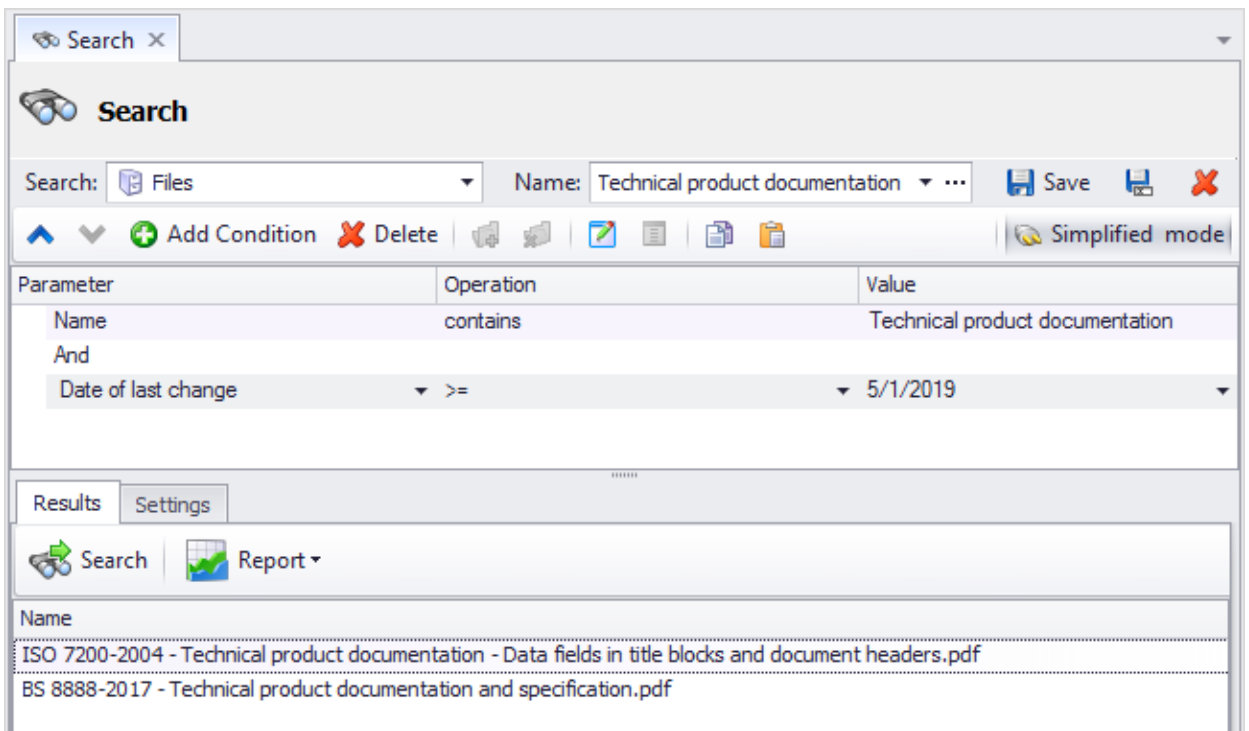 Search
Search
Search: Files Name: Technical product documentation ... Save
Add Condition Delete Simplified mode
Parameter Operation Value
Name contains Technical product documentation
And
Date of last change >= 5/1/2019
Results Settings
Search Report
Name
ISO 7200-2004 - Technical product documentation - Data fields in title blocks and document headers.pdf
BS 8888-2017 - Technical product documentation and specification.pdf